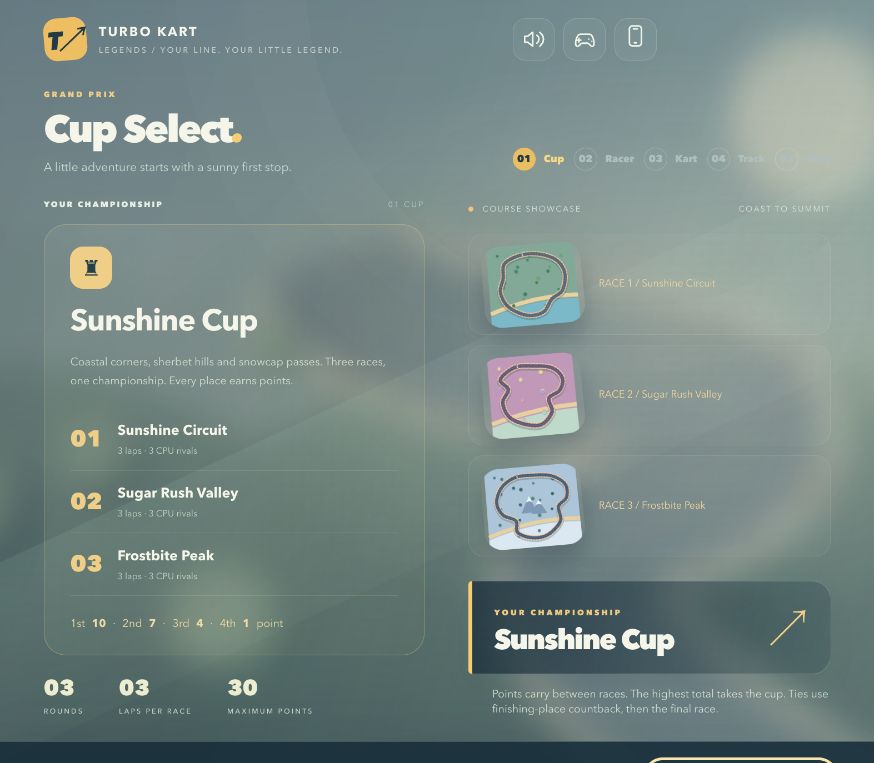 TURBO KART
LEGENDS / YOUR LINE. YOUR LITTLE LEGEND.
GRAND PRIX
Cup Select.
A little adventure starts with a sunny first stop.
01 Cup 02 Racer 03 Kart 04 Track
YOUR CHAMPIONSHIP
01 CUP
COURSE SHOWCASE
COAST TO SUMMIT
Sunshine Cup
Coastal corners, sherbet hills and snowcap passes. Three races,
one championship. Every place earns points.
01 Sunshine Circuit
3 laps · 3 CPU rivals
02 Sugar Rush Valley
3 laps · 3 CPU rivals
03 Frostbite Peak
3 laps · 3 CPU rivals
1st 10 · 2nd 7 · 3rd 4 · 4th 1 point
03 03 30
ROUNDS LAPS PER RACE MAXIMUM POINTS
RACE 1 / Sunshine Circuit
RACE 2 / Sugar Rush Valley
RACE 3 / Frostbite Peak
YOUR CHAMPIONSHIP
Sunshine Cup
Points carry between races. The highest total takes the cup. Ties use
finishing-place countback, then the final race.